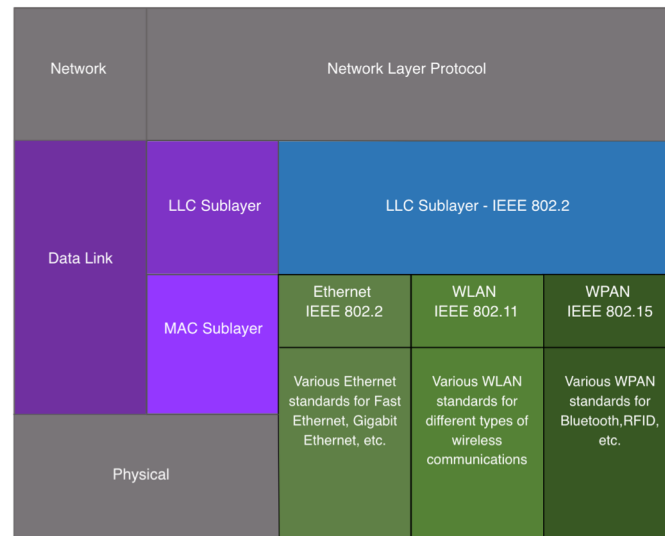 Network
Network Layer Protocol
Data Link
LLC Sublayer
LLC Sublayer - IEEE 802.2
MAC Sublayer
Ethernet
IEEE 802.2
WLAN
IEEE 802.11
WPAN
IEEE 802.15
Various Ethernet
standards for Fast
Ethernet, Gigabit
Ethernet, etc.
Various WLAN
standards for
different types of
wireless
communications
Various WPAN
standards for
Bluetooth,RFID,
etc.
Physical